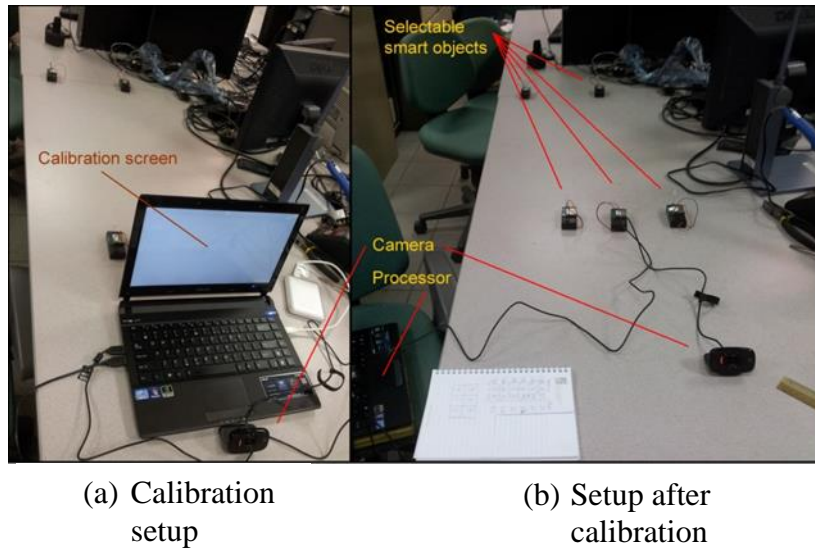 Selectable
smart objects
Calibration screen
Camera
Processor
(a) Calibration
setup
(b) Setup after
calibration